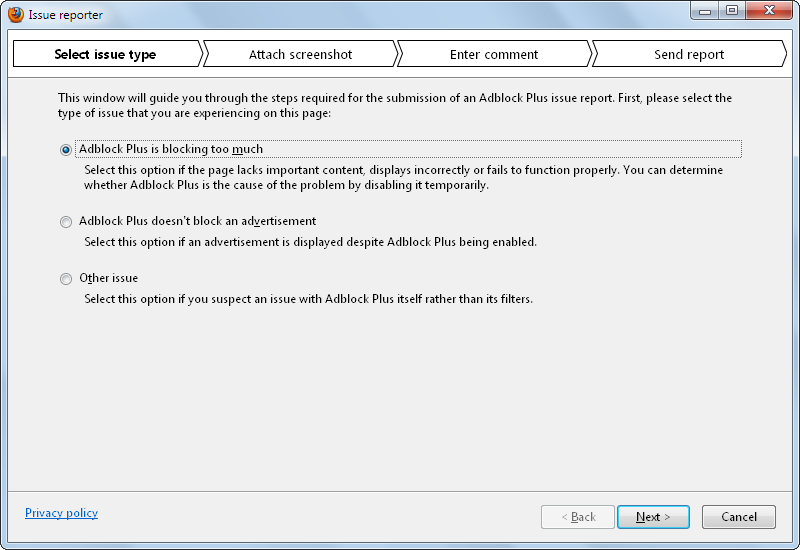 Issue reporter
Select issue type
Attach screenshot
Enter comment
Send report
This window will guide you through the steps required for the submission of an Adblock Plus issue report. First, please select the
type of issue that you are experiencing on this page:
Adblock Plus is blocking too much
Select this option if the page lacks important content, displays incorrectly or fails to function properly. You can determine
whether Adblock Plus is the cause of the problem by disabling it temporarily.
Adblock Plus doesn't block an advertisement
Select this option if an advertisement is displayed despite Adblock Plus being enabled.
Other issue
Select this option if you suspect an issue with Adblock Plus itself rather than its filters.
Privacy policy
< Back
Next >
Cancel